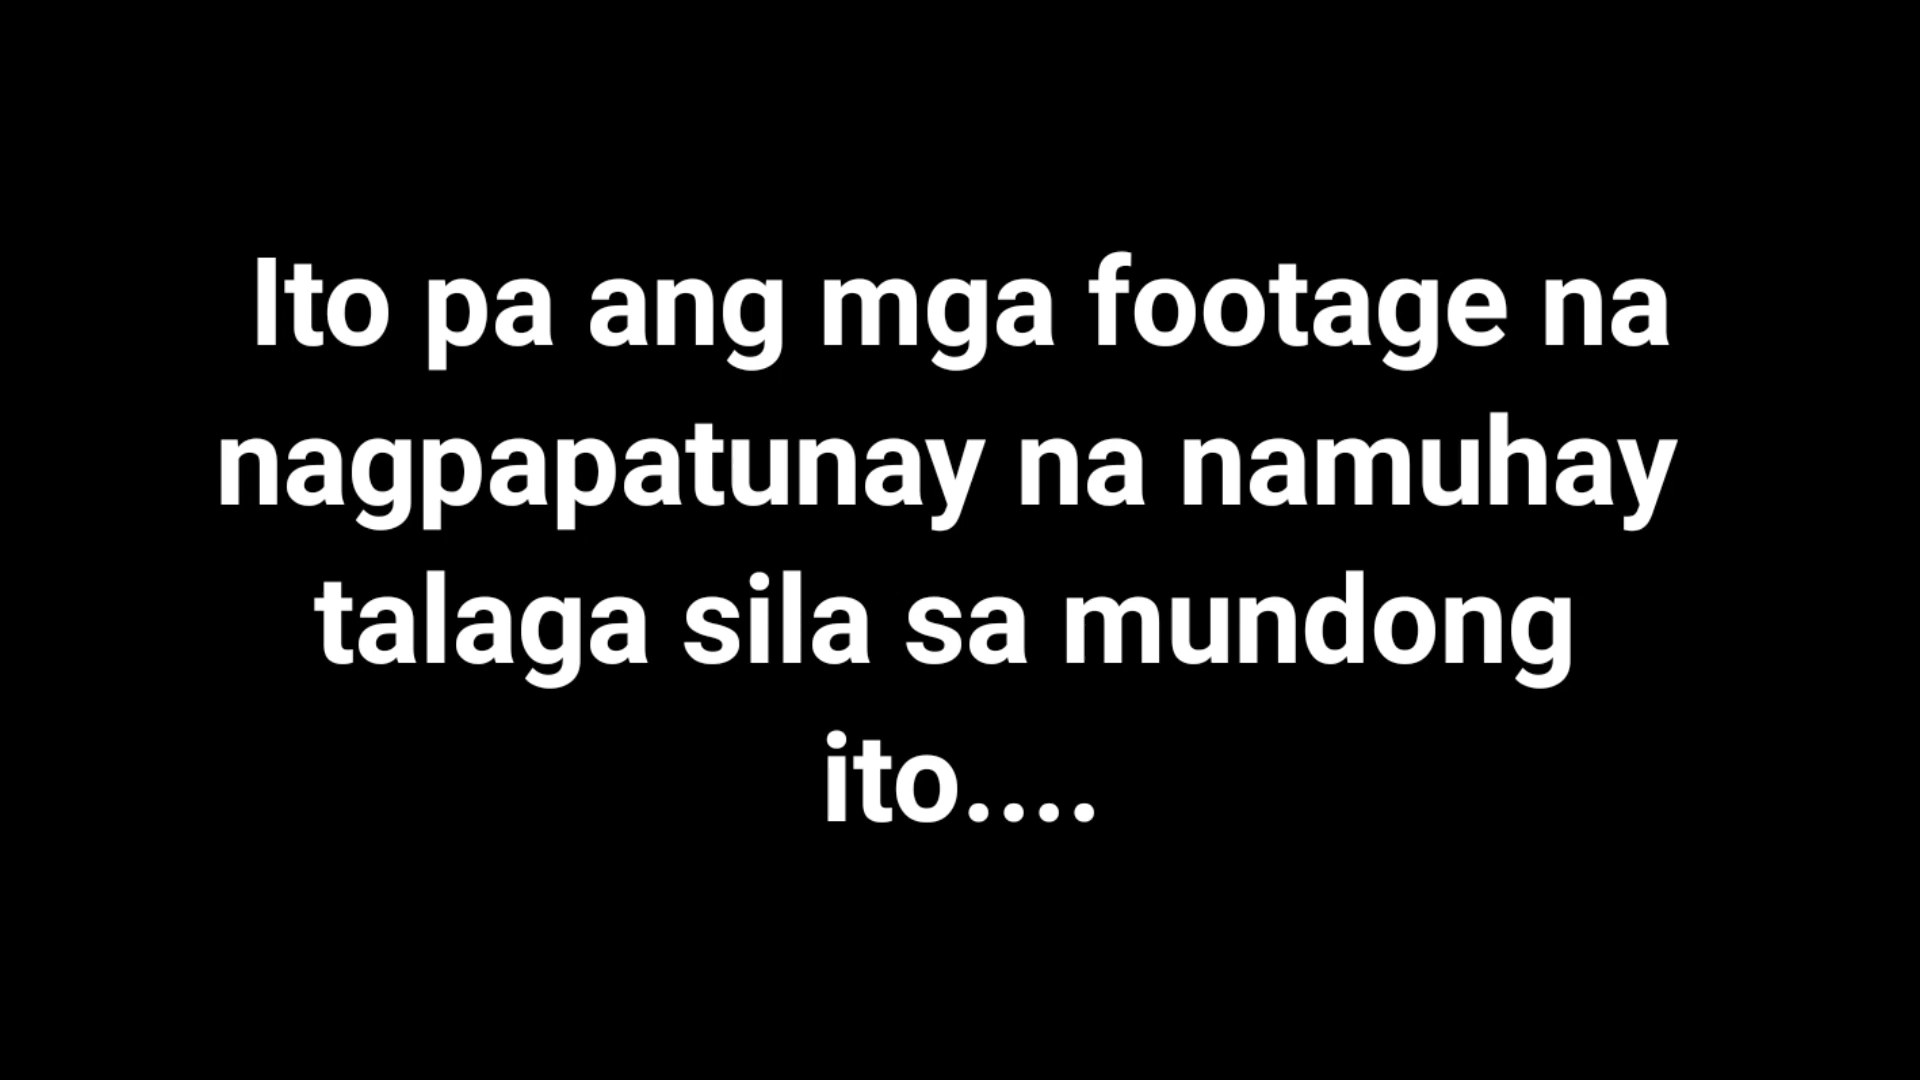 Ito pa ang mga footage na
nagpapatunay na namuhay
talaga sila sa mundong
ito....